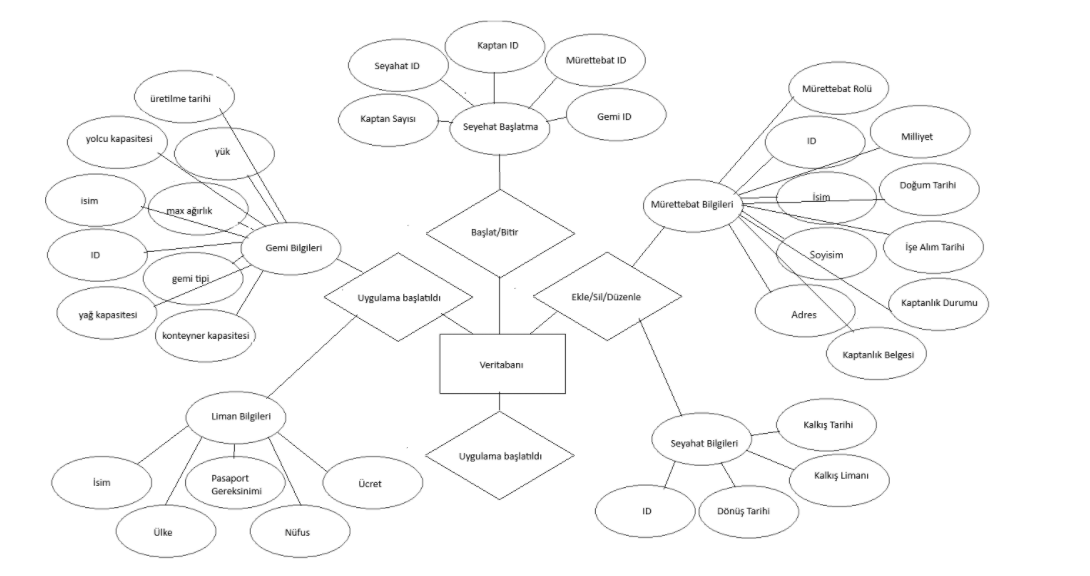 Kaptan ID
Seyahat ID
Mürettebat ID
Kaptan Sayısı
Seyehat Başlatma
Gemi ID
üretilme tarihi
yolcu kapasitesi
yük
isim
max ağırlık
ID
Gemi Bilgileri
gemi tipi
yağ kapasitesi
konteyner kapasitesi
Mürettebat Rolü
ID
Milliyet
İsim
Doğum Tarihi
Mürettebat Bilgileri
Soyisim
İşe Alım Tarihi
Adres
Kaptanlık Durumu
Kaptanlık Belgesi
Başlat/Bitir
Uygulama başlatıldı
Ekle/Sil/Düzenle
Veritabanı
Uygulama başlatıldı
Liman Bilgileri
İsim
Pasaport
Gereksinimi
Ücret
Ülke
Nüfus
Seyahat Bilgileri
Kalkış Tarihi
Kalkış Limanı
ID
Dönüş Tarihi